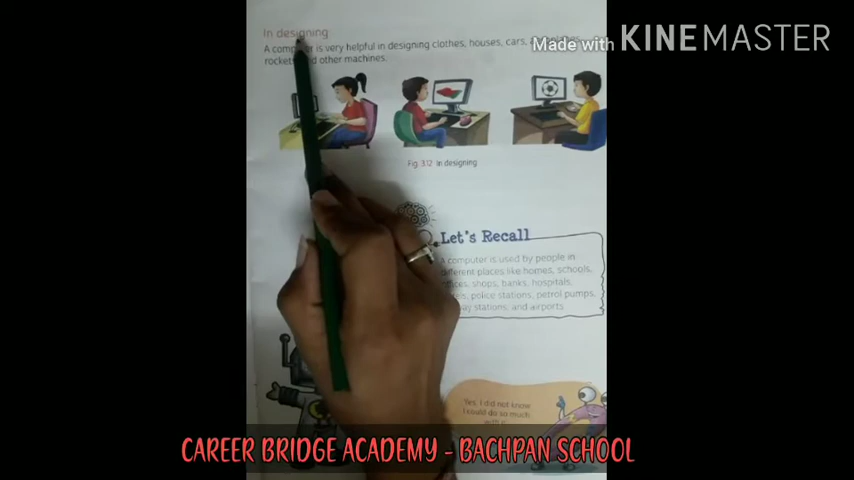 In designing
A computer is very helpful in designing clothes, houses, cars,
rockets and other machines.
Made with KINEMASTER
Fig. 3.12 In designing
Let's Recall
A computer is used by people in
different places like homes, schools,
offices, shops, banks, hospitals,
police stations, petrol pumps,
stations, and airports
Yes, I did not know
I could do so much
CAREER BRIDGE ACADEMY - BACHPAN SCHOOL